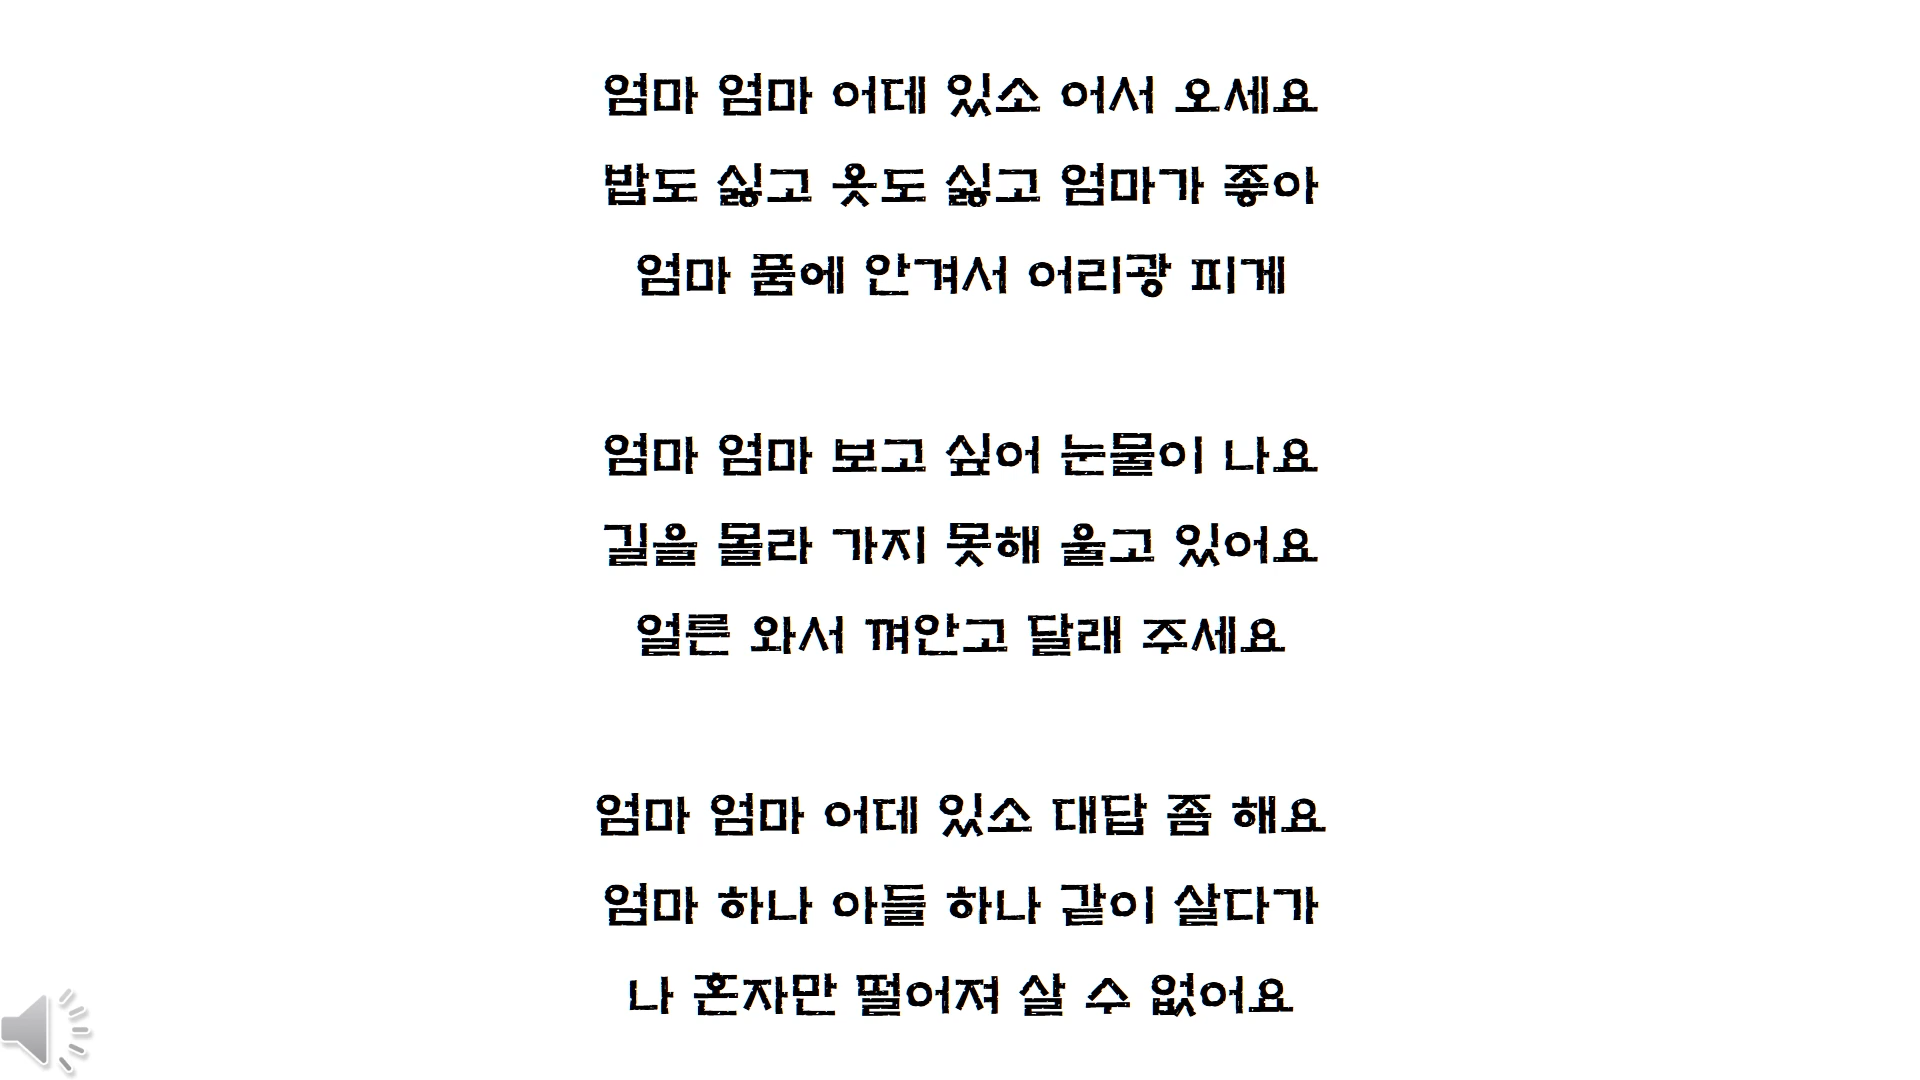 엄마 엄마 어데 있소 어서 오세요
밥도 싫고 옷도 싫고 엄마가 좋아
엄마 품에 안겨서 어리광 피게
엄마 엄마 보고 싶어 눈물이 나요
길을 몰라 가지 못해 울고 있어요
얼른 와서 껴안고 달래 주세요
엄마 엄마 어데 있소 대답 좀 해요
엄마 하나 아들 하나 같이 살다가
나 혼자만 떨어져 살 수 없어요